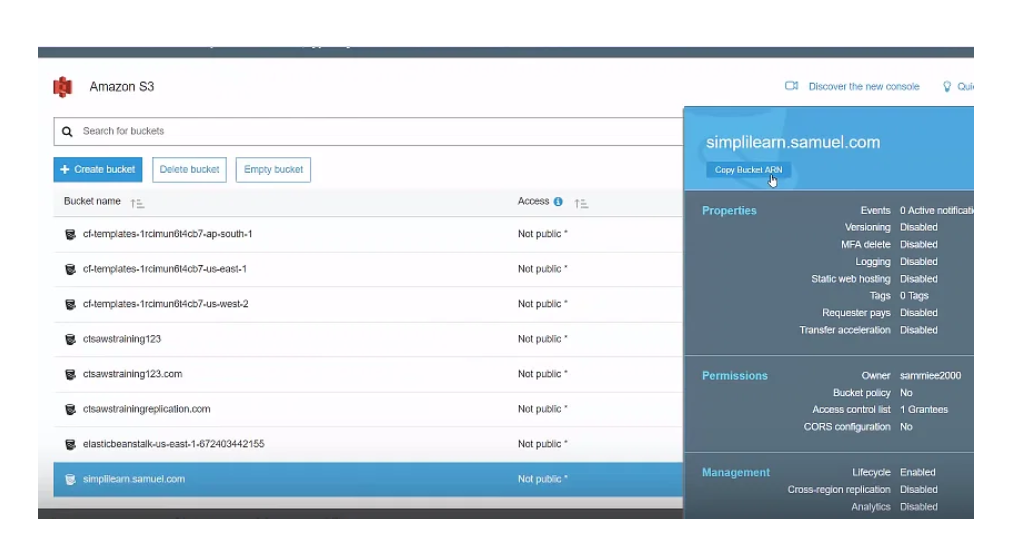 Amazon S3
Discover the new console
Search for buckets
Create bucket
Delete bucket
Empty bucket
Bucket name
Access
cf-templates-1rcimun6t4cb7-ap-south-1
Not public *
cf-templates-1rcimun6t4cb7-us-east-1
Not public *
cf-templates-1rcimun6t4cb7-us-west-2
Not public *
ctsawstraining123
Not public *
ctsawstraining123.com
Not public *
ctsawstrainingreplication.com
Not public *
elasticbeanstalk-us-east-1-672403442155
Not public *
simplilearn.samuel.com
Not public *
simplilearn.samuel.com
Copy Bucket ARN
Properties
Events 0 Active
Versioning Disabled
MFA delete Disabled
Logging Disabled
Static web hosting Disabled
Tags 0 Tags
Requester pays Disabled
Transfer acceleration Disabled
Permissions
Owner sammiee2000
Bucket policy No
Access control list 1 Grantees
CORS configuration No
Management
Lifecycle Enabled
Cross-region replication Disabled
Analytics Disabled